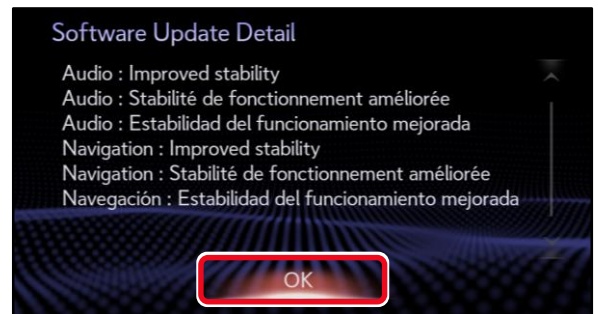 Software Update Detail
Audio : Improved stability
Audio : Stabilité de fonctionnement améliorée
Audio : Estabilidad del funcionamiento mejorada
Navigation : Improved stability
Navigation : Stabilité de fonctionnement améliorée
Navegación : Estabilidad del funcionamiento mejorada
OK